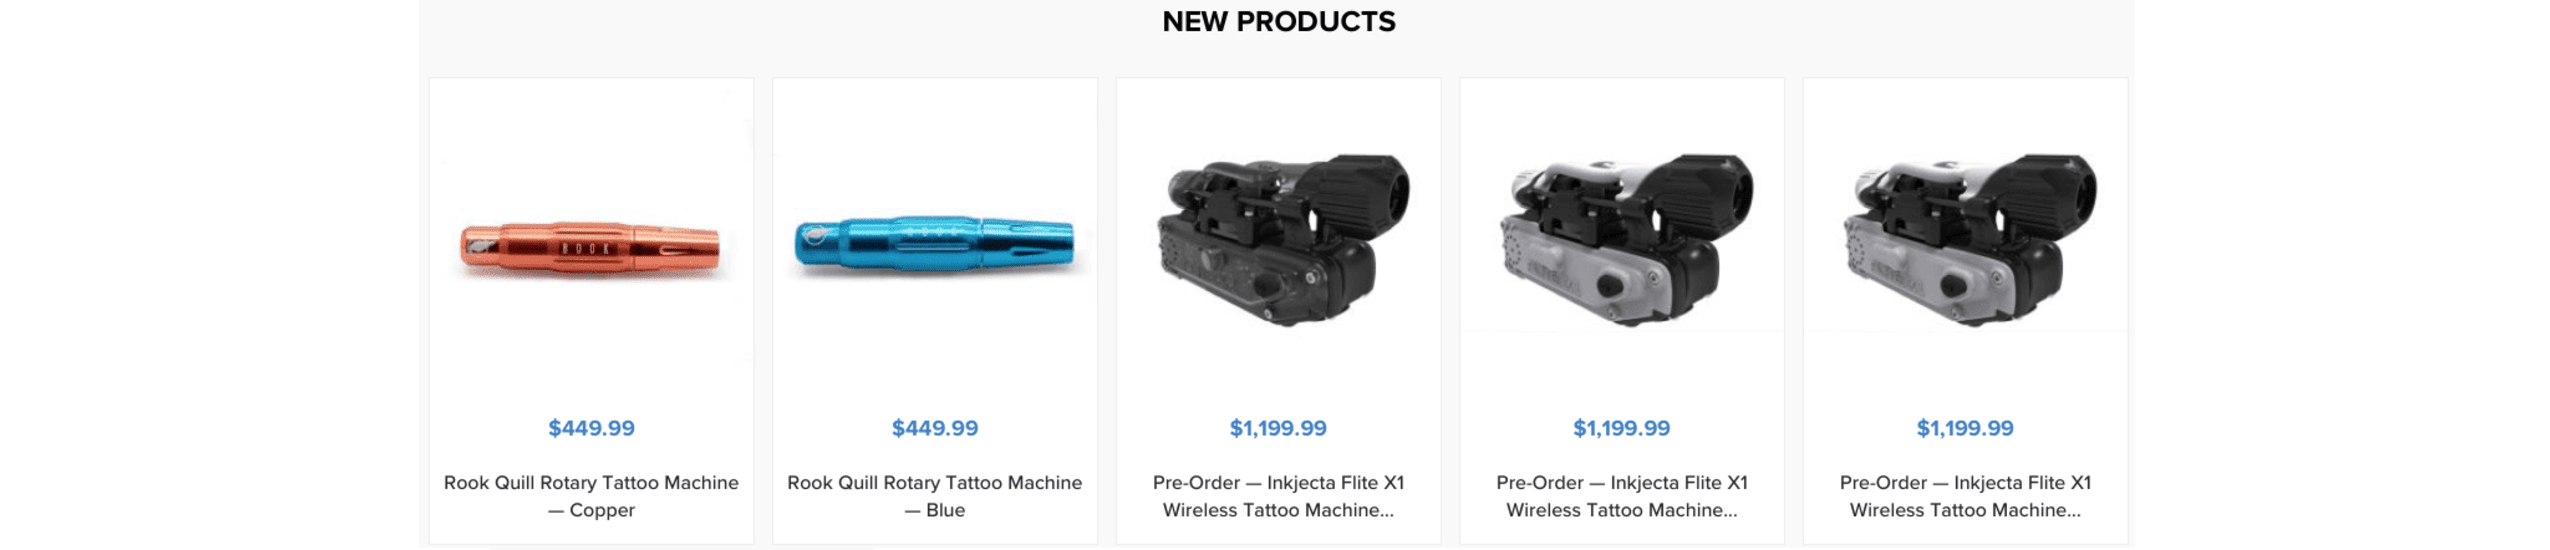 NEW PRODUCTS
ROOK
$449.99
$449.99
$1,199.99
$1,199.99
$1,199.99
Rook Quill Rotary Tattoo Machine
— Copper
Rook Quill Rotary Tattoo Machine
— Blue
Pre-Order — Inkjecta Flite X1
Wireless Tattoo Machine...
Pre-Order — Inkjecta Flite X1
Wireless Tattoo Machine...
Pre-Order — Inkjecta Flite X1
Wireless Tattoo Machine...